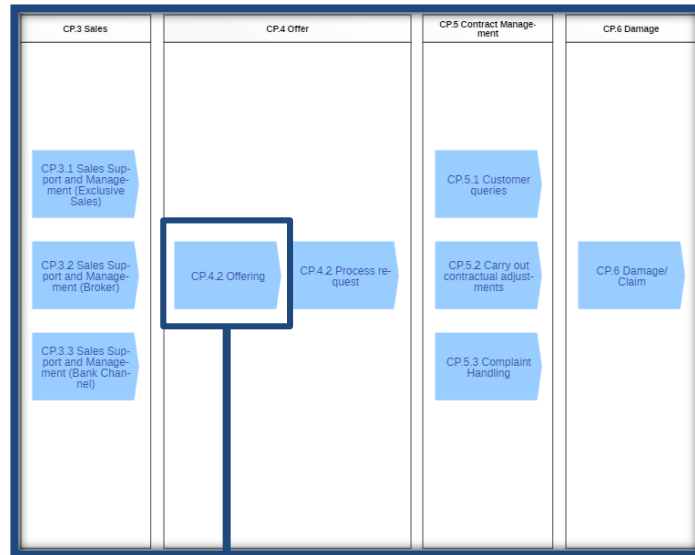 CP.3 Sales
CP.4 Offer
CP.5 Contract Manage-
ment
CP.6 Damage
CP.3.1 Sales Sup-
port and Manage-
ment (Exclusive
Sales)
CP.3.2 Sales Sup-
port and Manage-
ment (Broker)
CP.3.3 Sales Sup-
port and Manage-
ment (Bank Chan-
nel)
CP.4.2 Offering
CP.4.2 Process re-
quest
CP.5.1 Customer
queries
CP.5.2 Carry out
contractual adjust-
ments
CP.5.3 Complaint
Handling
CP.6 Damage/
Claim